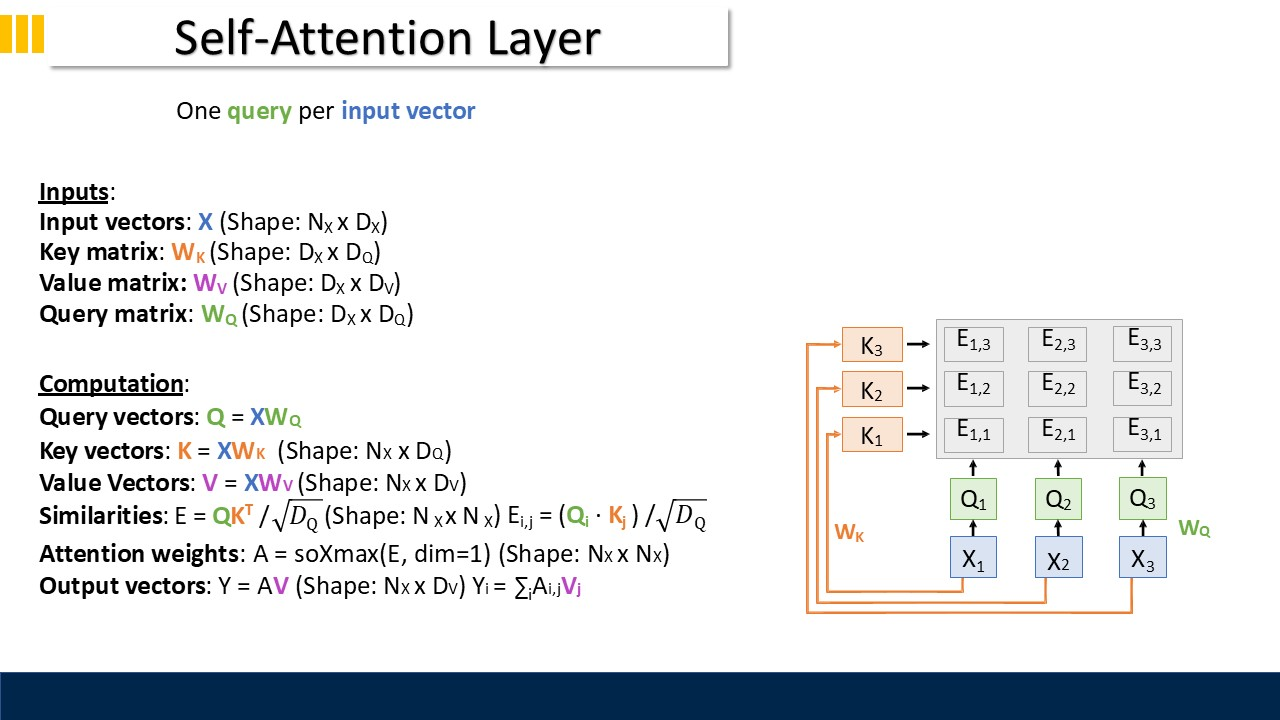 Self-Attention Layer
One query per input vector
Inputs:
Input vectors: X (Shape: NX x DX)
Key matrix: WK (Shape: DX x DQ)
Value matrix: WV (Shape: DX x DV)
Query matrix: WQ (Shape: DX x DQ)
Computation:
Query vectors: Q = XWQ
Key vectors: K = XWK (Shape: NX x DQ)
Value Vectors: V = XWV (Shape: NX x DV)
Similarities: E = QKT /√DQ (Shape: N X x N X) Ei,j = (Qi · Kj ) /√DQ
Attention weights: A = soXmax(E, dim=1) (Shape: NX x NX)
Output vectors: Y = AV (Shape: NX x DV) Yi = ∑jAi,jVj
K3 E1,3 E2,3 E3,3
K2 E1,2 E2,2 E3,2
K1 E1,1 E2,1 E3,1
Q1 Q2 Q3
WK WQ
X1 X2 X3